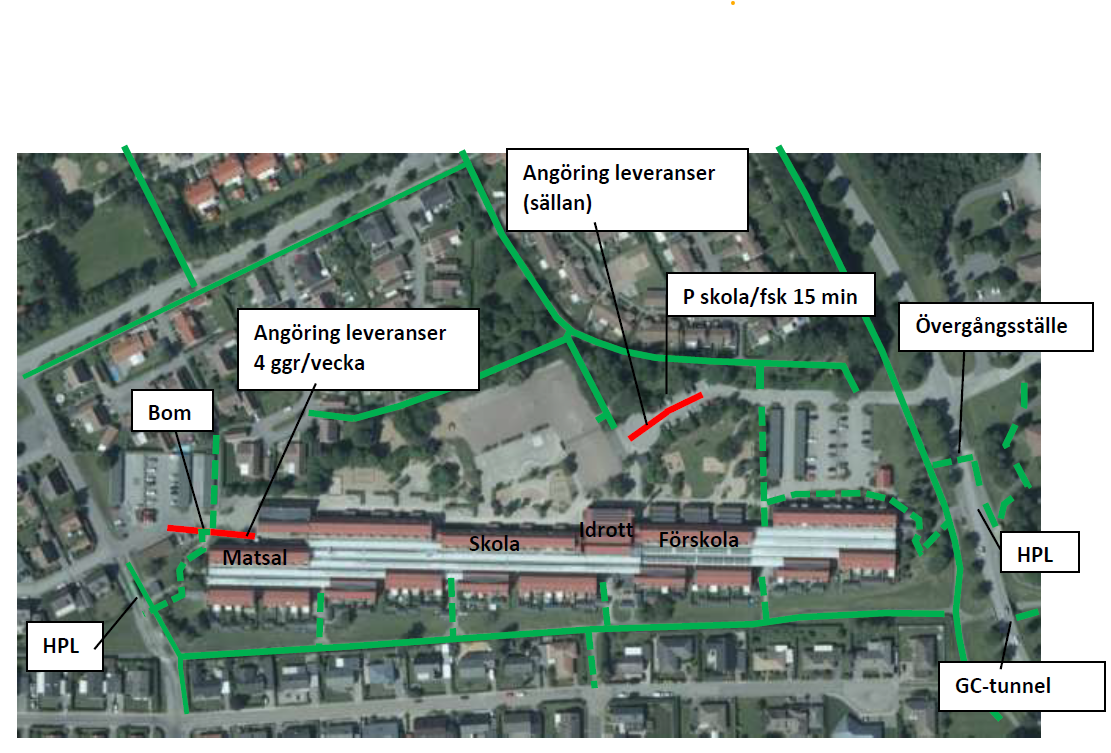 Angöring leveranser
(sällan)
P skola/fsk 15 min
Övergångsställe
Angöring leveranser
4 ggr/vecka
Bom
Idrott
Skola
Förskola
Matsal
HPL
HPL
GC-tunnel